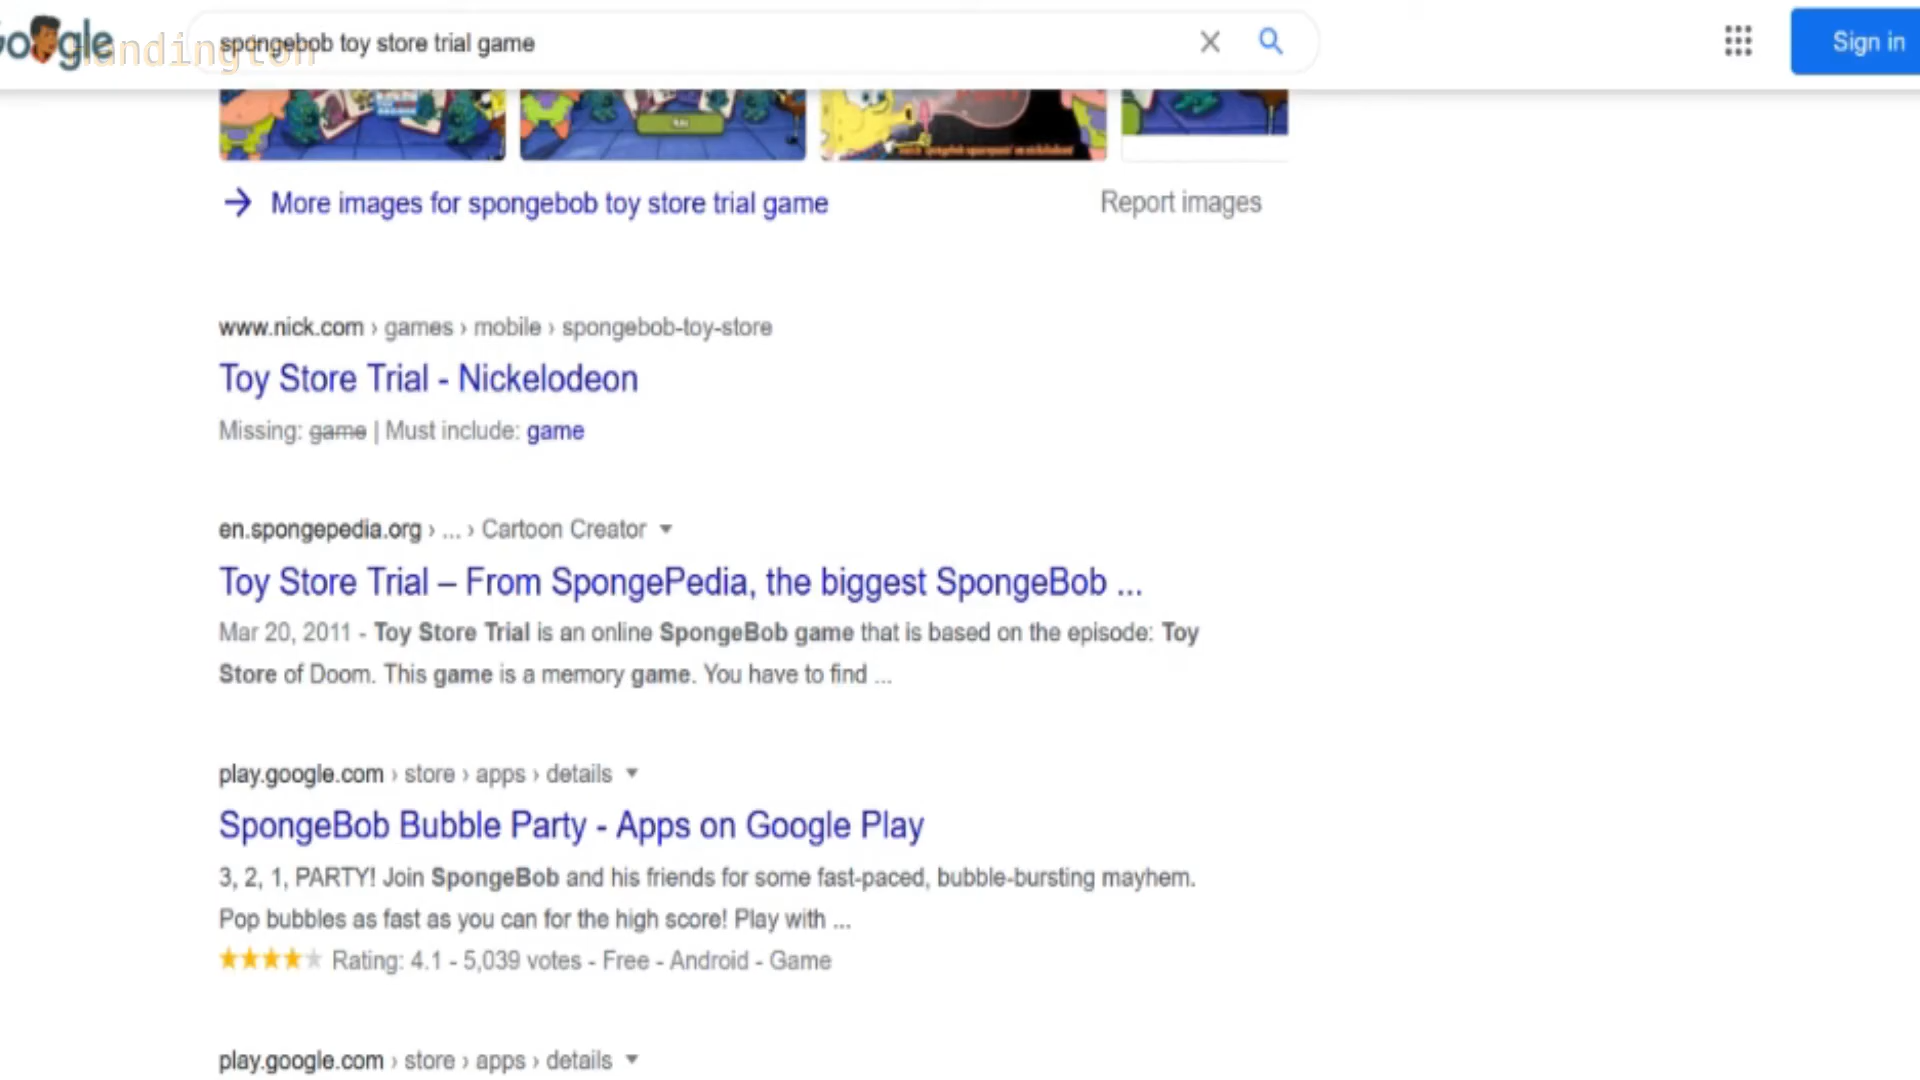 Google
spongebob toy store trial game
Sign in
More images for spongebob toy store trial game
Report images
www.nick.com › games › mobile › spongebob-toy-store
Toy Store Trial - Nickelodeon
Missing: game | Must include: game
en.spongepedia.org › ... › Cartoon Creator
Toy Store Trial – From SpongePedia, the biggest SpongeBob ...
Mar 20, 2011 - Toy Store Trial is an online SpongeBob game that is based on the episode: Toy
Store of Doom. This game is a memory game. You have to find ...
play.google.com › store › apps › details
SpongeBob Bubble Party - Apps on Google Play
3, 2, 1, PARTY! Join SpongeBob and his friends for some fast-paced, bubble-bursting mayhem.
Pop bubbles as fast as you can for the high score! Play with ...
Rating: 4.1 - 5,039 votes - Free - Android - Game
play.google.com › store › apps › details